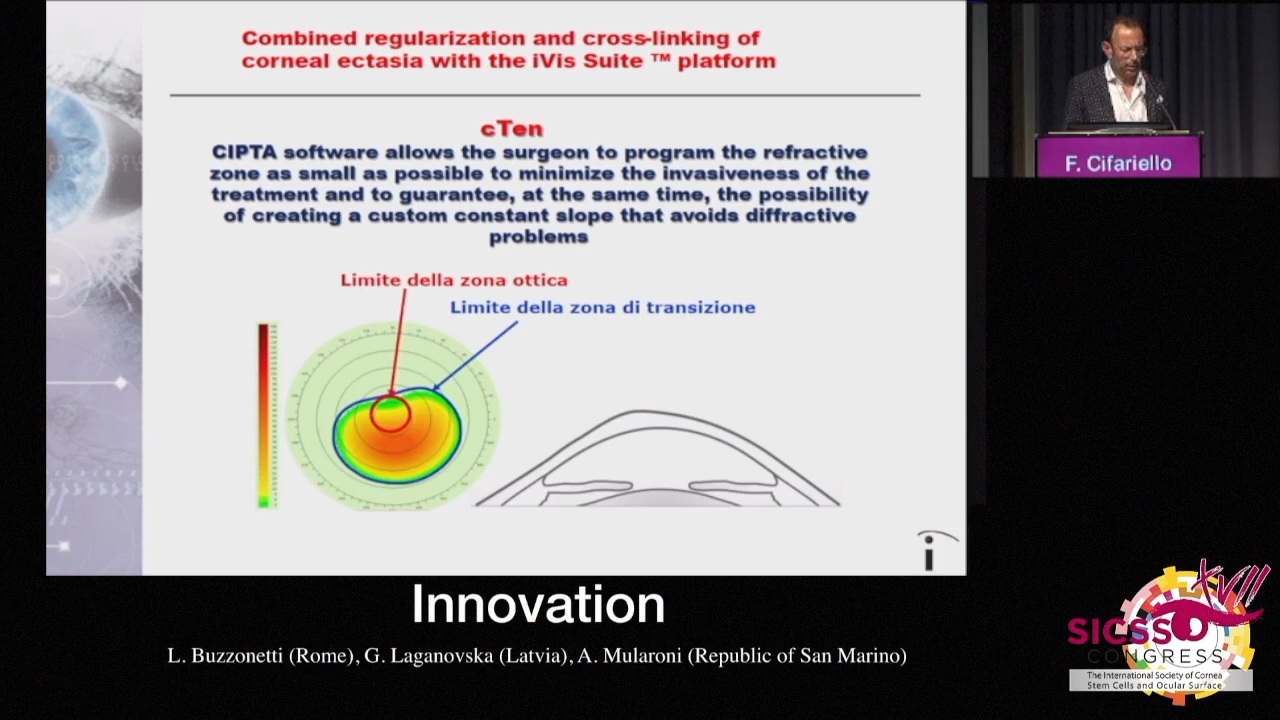 Combined regularization and cross-linking of
corneal ectasia with the iVis Suite ™ platform
cTen
CIPTA software allows the surgeon to program the refractive
zone as small as possible to minimize the invasiveness of the
treatment and to guarantee, at the same time, the possibility
of creating a custom constant slope that avoids diffractive
problems
Limite della zona ottica
Limite della zona di transizione
i
F. Cifariello
Innovation
L. Buzzonetti (Rome), G. Laganovska (Latvia), A. Mularoni (Republic of San Marino)
XVII
SICSSO
CONGRESS
The International Society of Cornea
Stem Cells and Ocular Surface